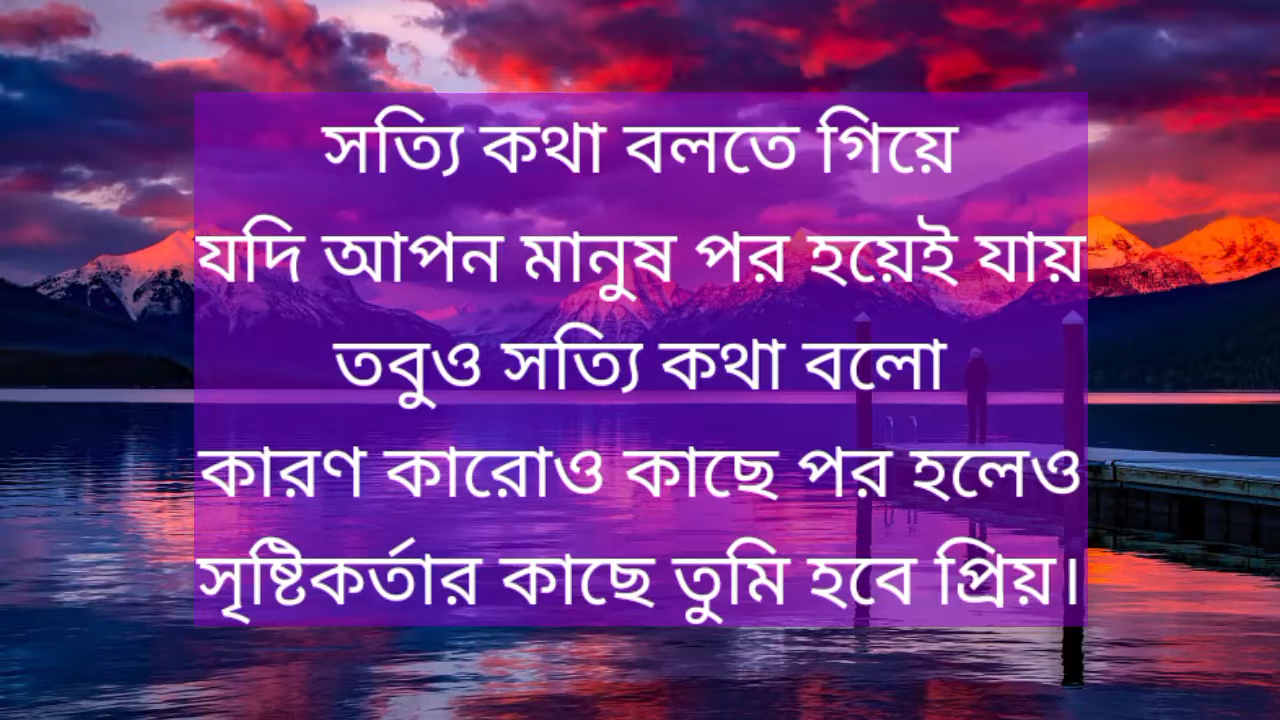 সত্যি কথা বলতে গিয়ে
যদি আপন মানুষ পর হয়েই যায়
তবুও সত্যি কথা বলো
কারণ কারোও কাছে পর হলেও
সৃষ্টিকর্তার কাছে তুমি হবে প্রিয়।